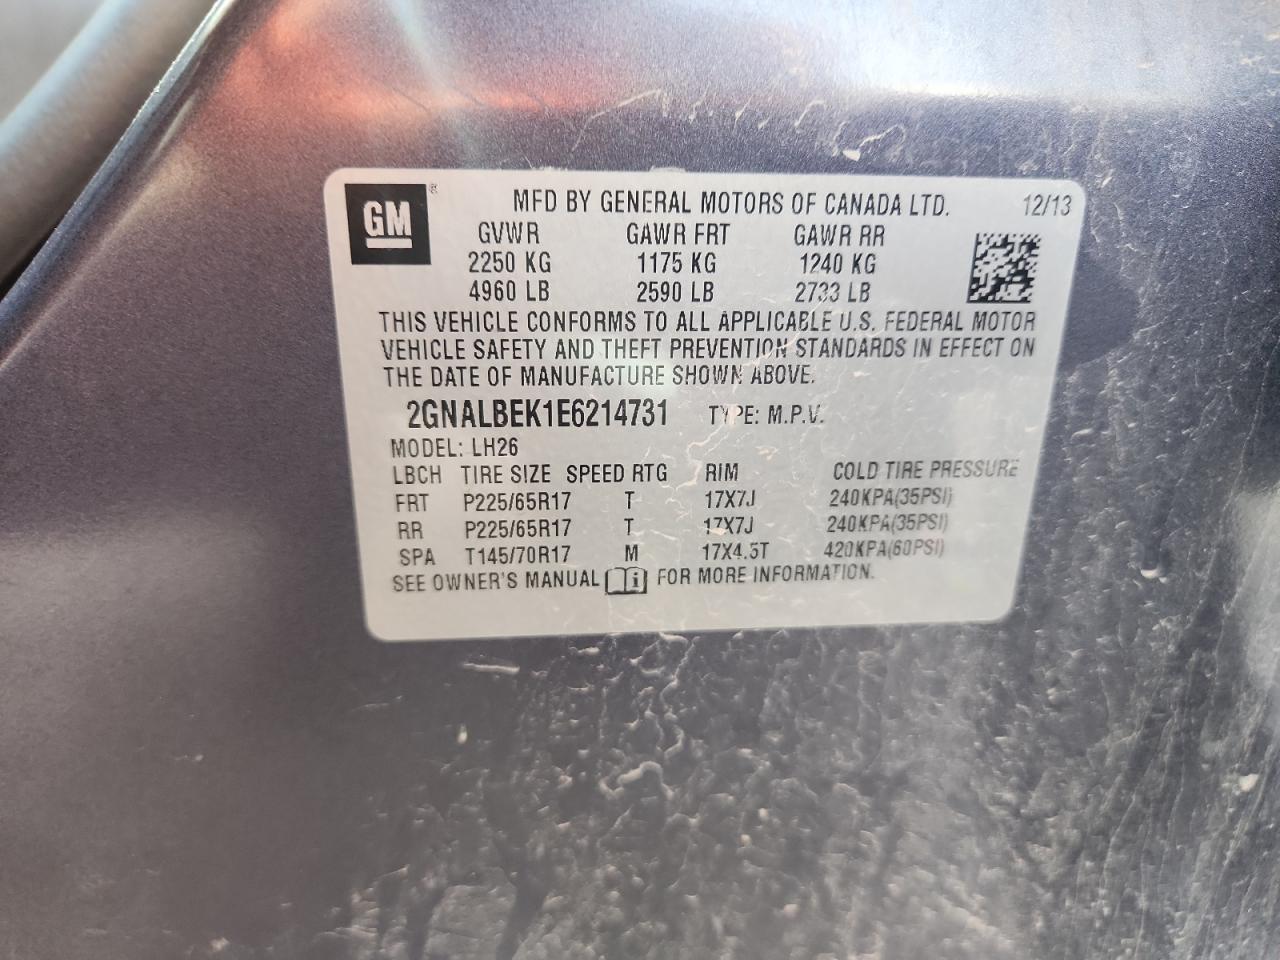 GM ® MFD BY GENERAL MOTORS OF CANADA LTD. 12/13
GVWR GAWR FRT GAWR RR
2250 KG 1175 KG 1240 KG
4960 LB 2590 LB 2733 LB
THIS VEHICLE CONFORMS TO ALL APPLICABLE U.S. FEDERAL MOTOR
VEHICLE SAFETY AND THEFT PREVENTION STANDARDS IN EFFECT ON
THE DATE OF MANUFACTURE SHOWN ABOVE.
2GNALBEK1E6214731 TYPE: M.P.V.
MODEL: LH26
LBCH TIRE SIZE SPEED RTG RIM COLD TIRE PRESSURE
FRT P225/65R17 T 17X7J 240KPA(35PSI)
RR P225/65R17 T 17X7J 240KPA(35PSI)
SPA T145/70R17 M 17X4.5T 420KPA(60PSI)
SEE OWNER'S MANUAL i FOR MORE INFORMATION.